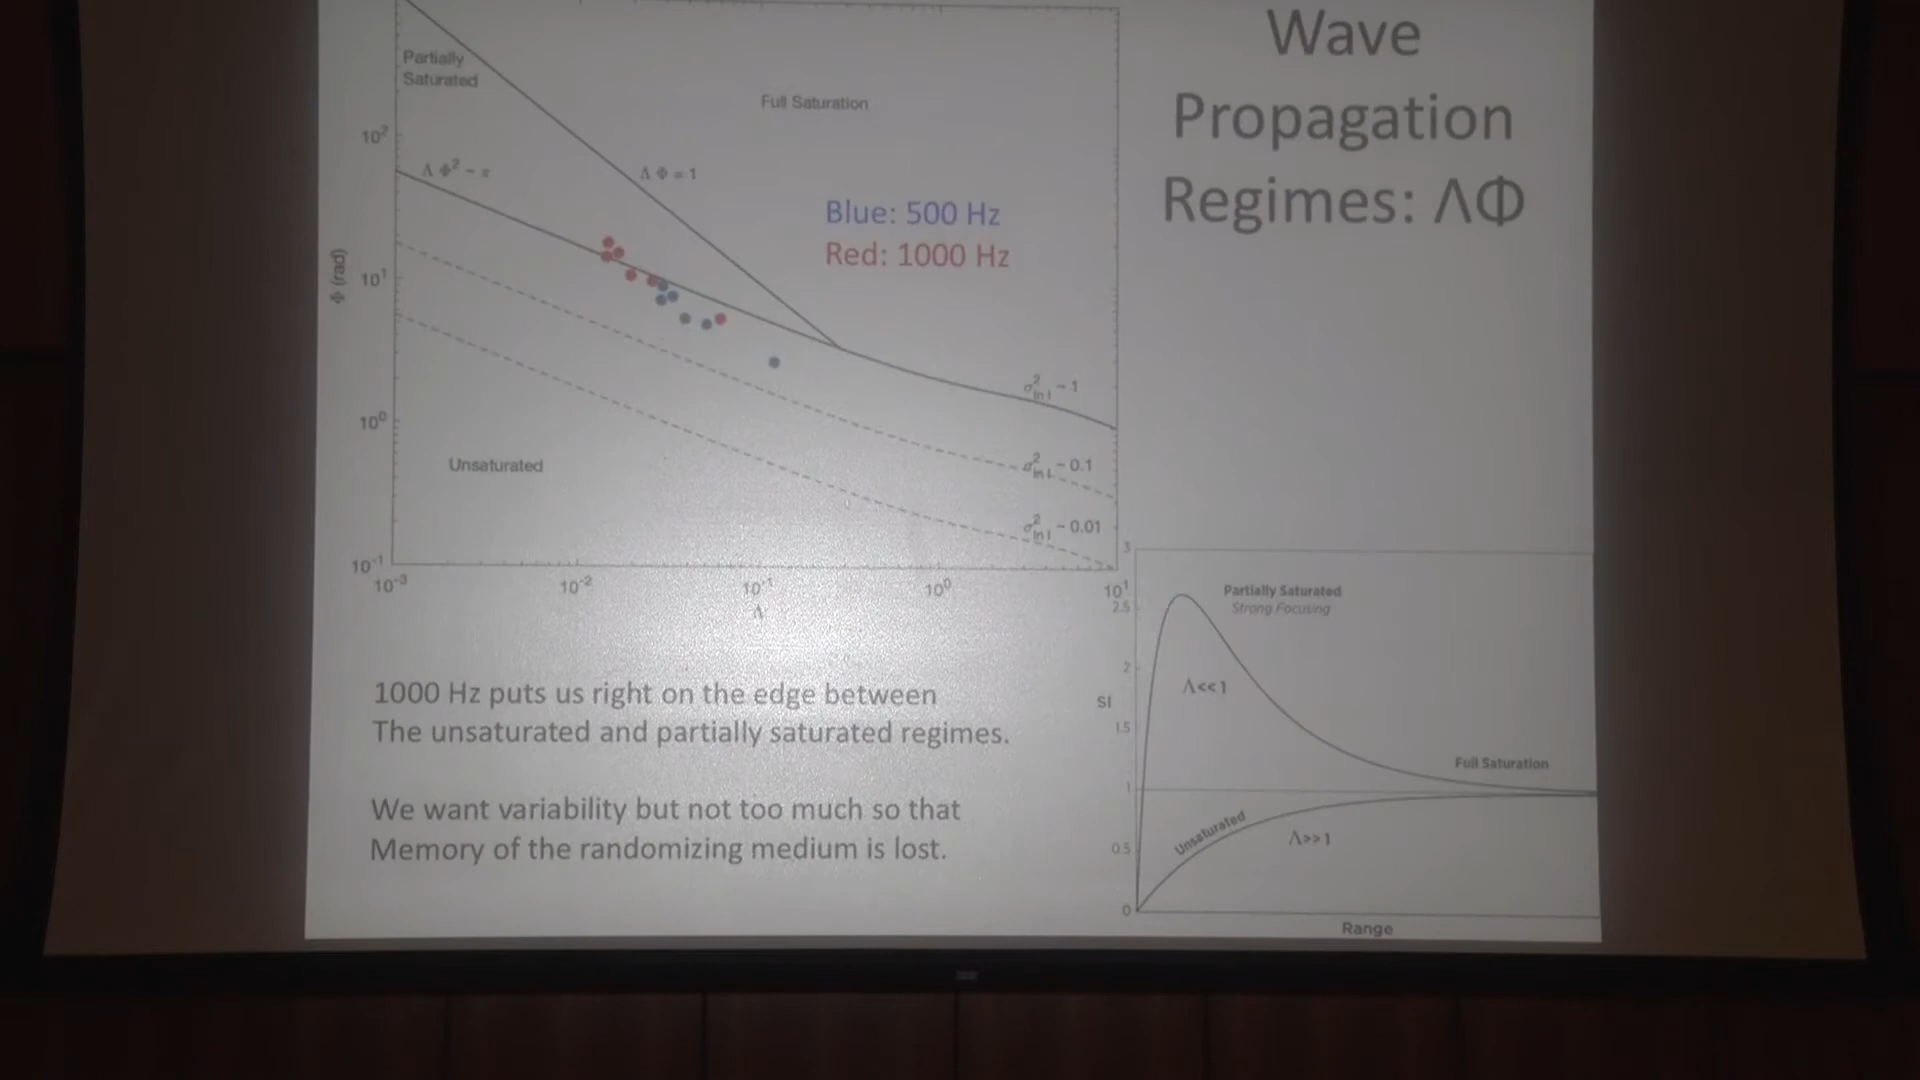 Wave
Propagation
Regimes: ΛΦ
Partially
Saturated
Full Saturation
10²
Λ Φ² ~ π
Λ Φ = 1
Blue: 500 Hz
Red: 1000 Hz
Φ (rad)
10¹
σ²ln I ~ 1
10⁰
Unsaturated
σ²ln I ~ 0.1
σ²ln I ~ 0.01
10⁻¹
10⁻³ 10⁻² 10⁻¹ 10⁰ 10¹
Λ
1000 Hz puts us right on the edge between
The unsaturated and partially saturated regimes.
We want variability but not too much so that
Memory of the randomizing medium is lost.
3
Partially Saturated
2.5
Strong Focusing
2
Λ<<1
SI
1.5
Full Saturation
1
Unsaturated
Λ>>1
0.5
0
Range